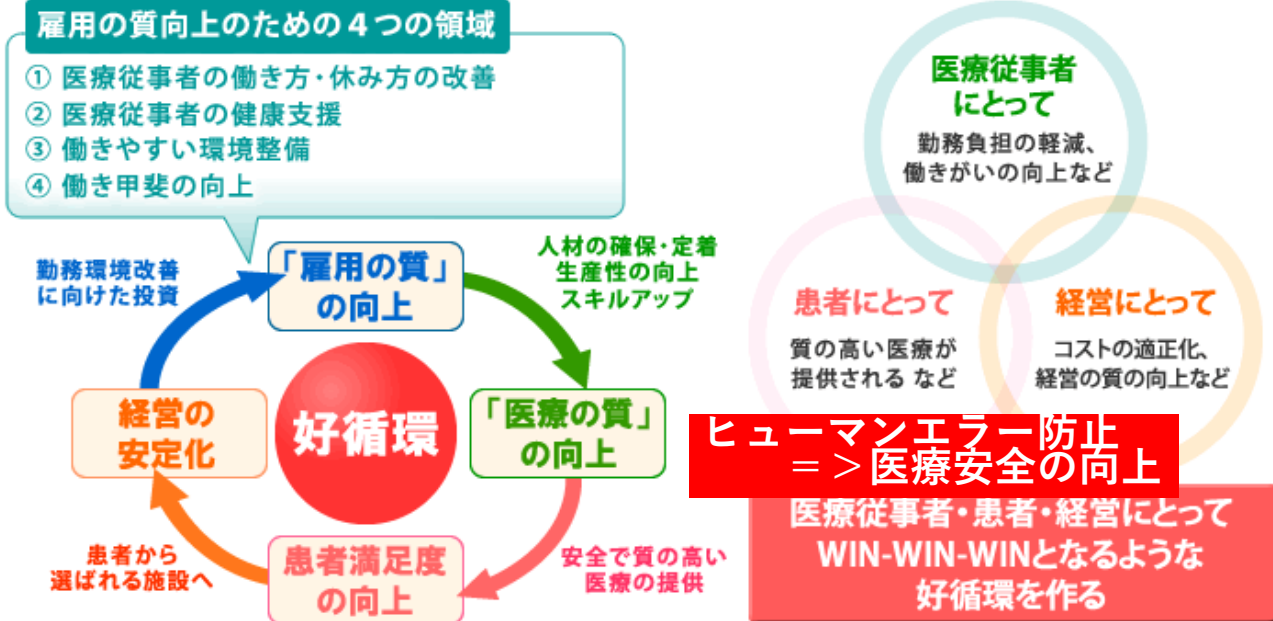 雇用の質向上のための４つの領域
① 医療従事者の働き方・休み方の改善
② 医療従事者の健康支援
③ 働きやすい環境整備
④ 働き甲斐の向上
勤務環境改善
に向けた投資
「雇用の質」
の向上
人材の確保・定着
生産性の向上
スキルアップ
経営の
安定化
好循環
「医療の質」
の向上
患者から
選ばれる施設へ
患者満足度
の向上
安全で質の高い
医療の提供
医療従事者
にとって
勤務負担の軽減、
働きがいの向上など
患者にとって
質の高い医療が
提供される など
経営にとって
コストの適正化、
経営の質の向上など
ヒューマンエラー防止
＝＞医療安全の向上
医療従事者・患者・経営にとって
WIN-WIN-WINとなるような
好循環を作る